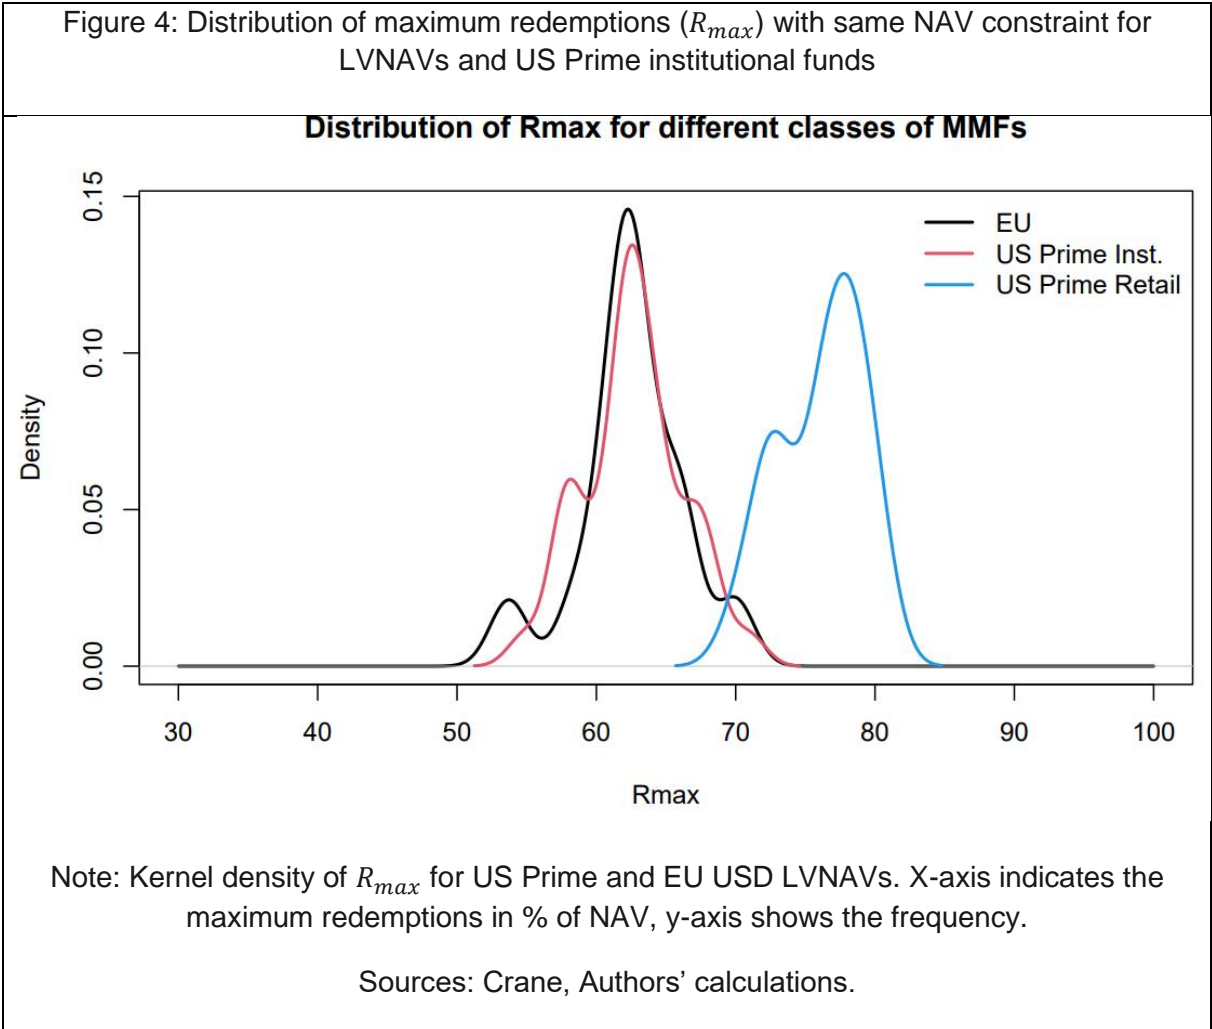 Figure 4: Distribution of maximum redemptions (𝑅𝑚𝑎𝑥) with same NAV constraint for
LVNAVs and US Prime institutional funds
Distribution of Rmax for different classes of MMFs
0.15
0.10
0.05
0.00
Density
EU
US Prime Inst.
US Prime Retail
30 40 50 60 70 80 90 100
Rmax
Note: Kernel density of 𝑅𝑚𝑎𝑥 for US Prime and EU USD LVNAVs. X-axis indicates the
maximum redemptions in % of NAV, y-axis shows the frequency.
Sources: Crane, Authors’ calculations.